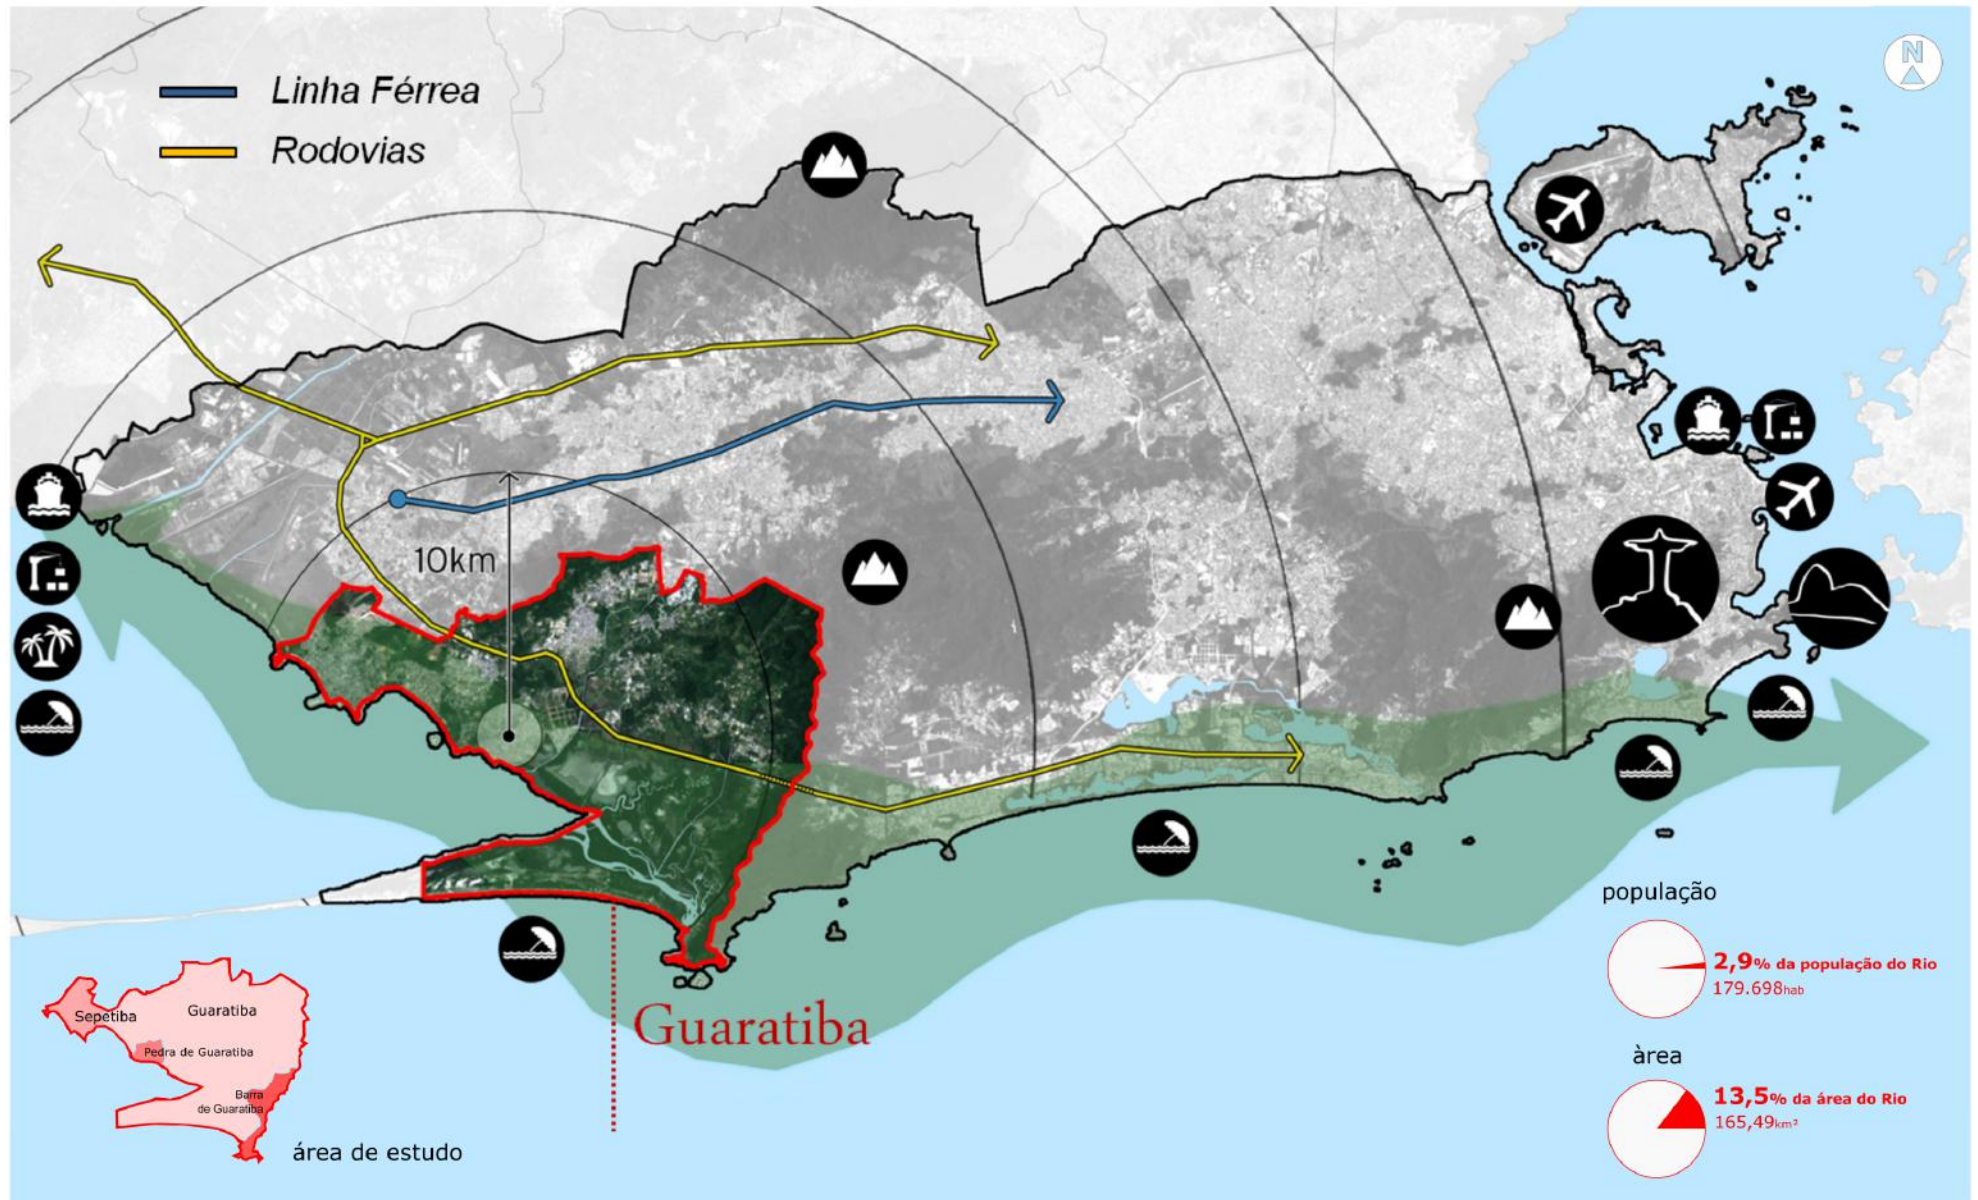 N
Linha Férrea
Rodovias
10km
Guaratiba
Sepetiba
Guaratiba
Pedra de Guaratiba
Barra
de Guaratiba
área de estudo
população
2,9% da população do Rio
179.698hab
àrea
13,5% da área do Rio
165,49km²